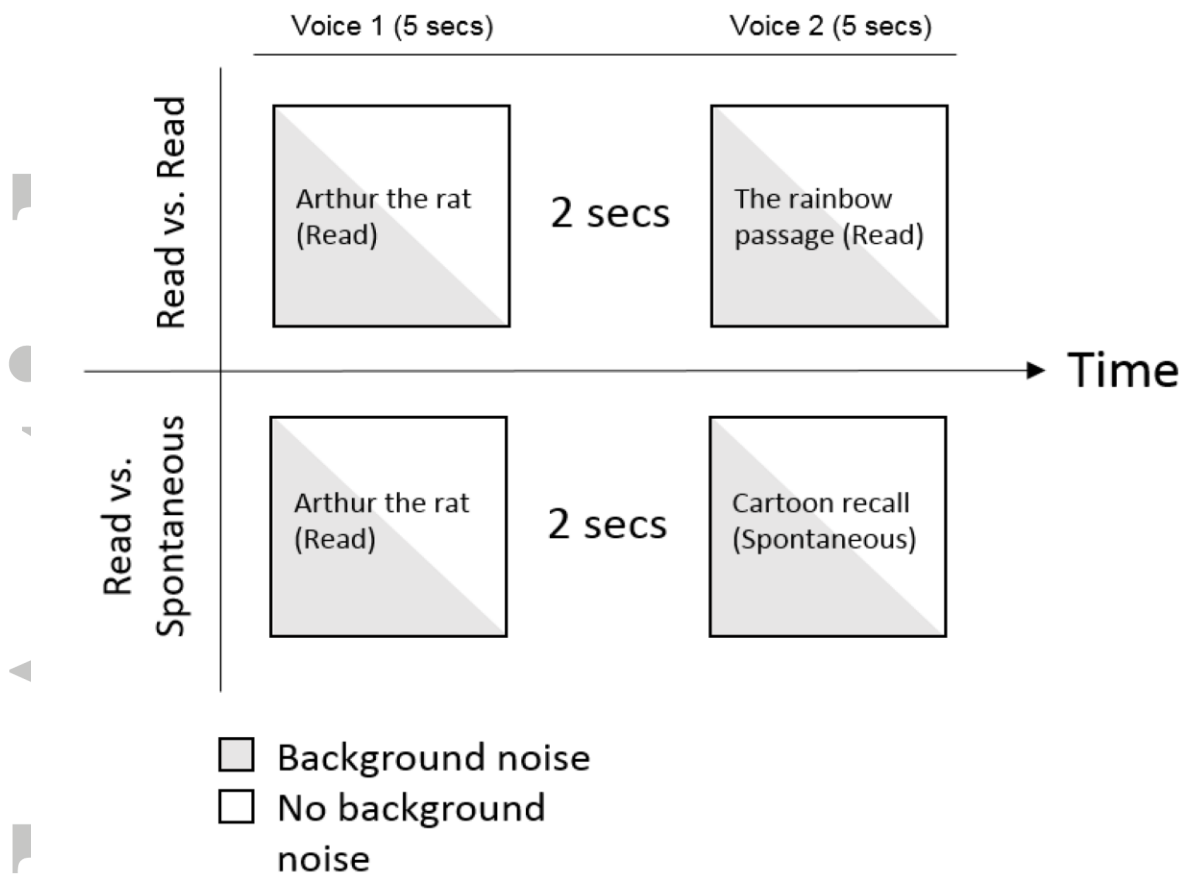 Voice 1 (5 secs)
Voice 2 (5 secs)
Read vs. Read
Arthur the rat
(Read)
2 secs
The rainbow
passage (Read)
Time
Read vs.
Spontaneous
Arthur the rat
(Read)
2 secs
Cartoon recall
(Spontaneous)
Background noise
No background
noise